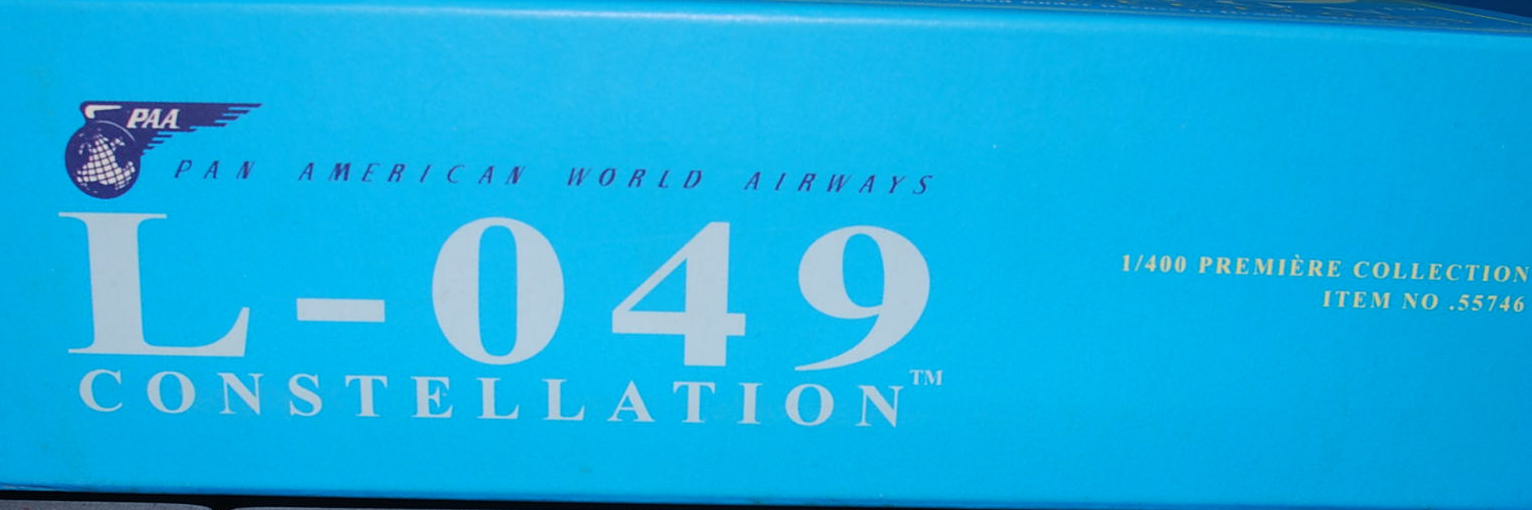 PAA
PAN AMERICAN WORLD AIRWAYS
L-049
CONSTELLATION™
1/400 PREMIÈRE COLLECTION
ITEM NO .55746